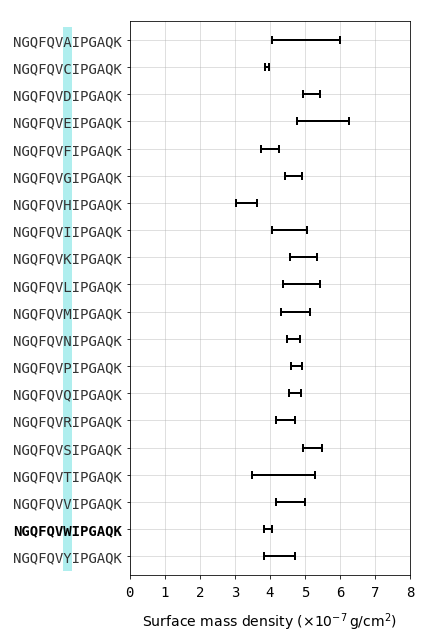 NGQFQVAIPGAQK
NGQFQVCIPGAQK
NGQFQVDIPGAQK
NGQFQVEIPGAQK
NGQFQVFIPGAQK
NGQFQVGIPGAQK
NGQFQVHIPGAQK
NGQFQVIIPGAQK
NGQFQVKIPGAQK
NGQFQVLIPGAQK
NGQFQVMIPGAQK
NGQFQVNIPGAQK
NGQFQVPIPGAQK
NGQFQVQIPGAQK
NGQFQVRIPGAQK
NGQFQVSIPGAQK
NGQFQVTIPGAQK
NGQFQVVIPGAQK
NGQFQVWIPGAQK
NGQFQVYIPGAQK
0 1 2 3 4 5 6 7 8
Surface mass density (×10⁻⁷ g/cm²)